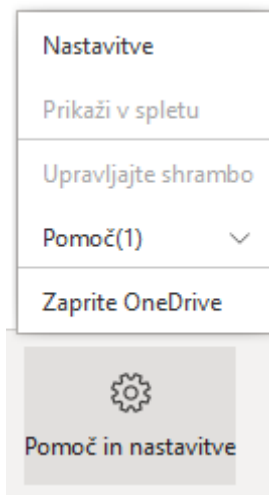 Nastavitve
Prikaži v spletu
Upravljajte shrambo
Pomoč(1)
Zaprite OneDrive
Pomoč in nastavitve